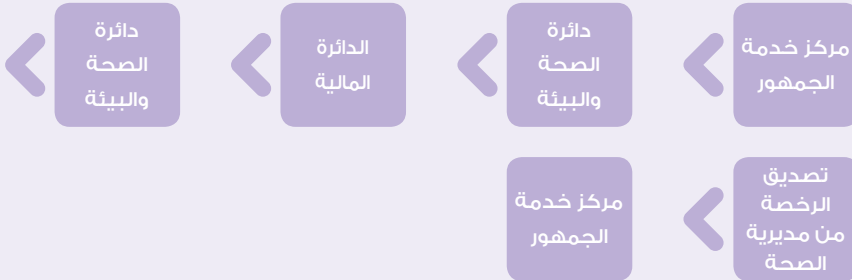 مركز خدمة
الجمهور
دائرة
الصحة
والبيئة
الدائرة
المالية
دائرة
الصحة
والبيئة
تصديق
الرخصة
من مديرية
الصحة
مركز خدمة
الجمهور